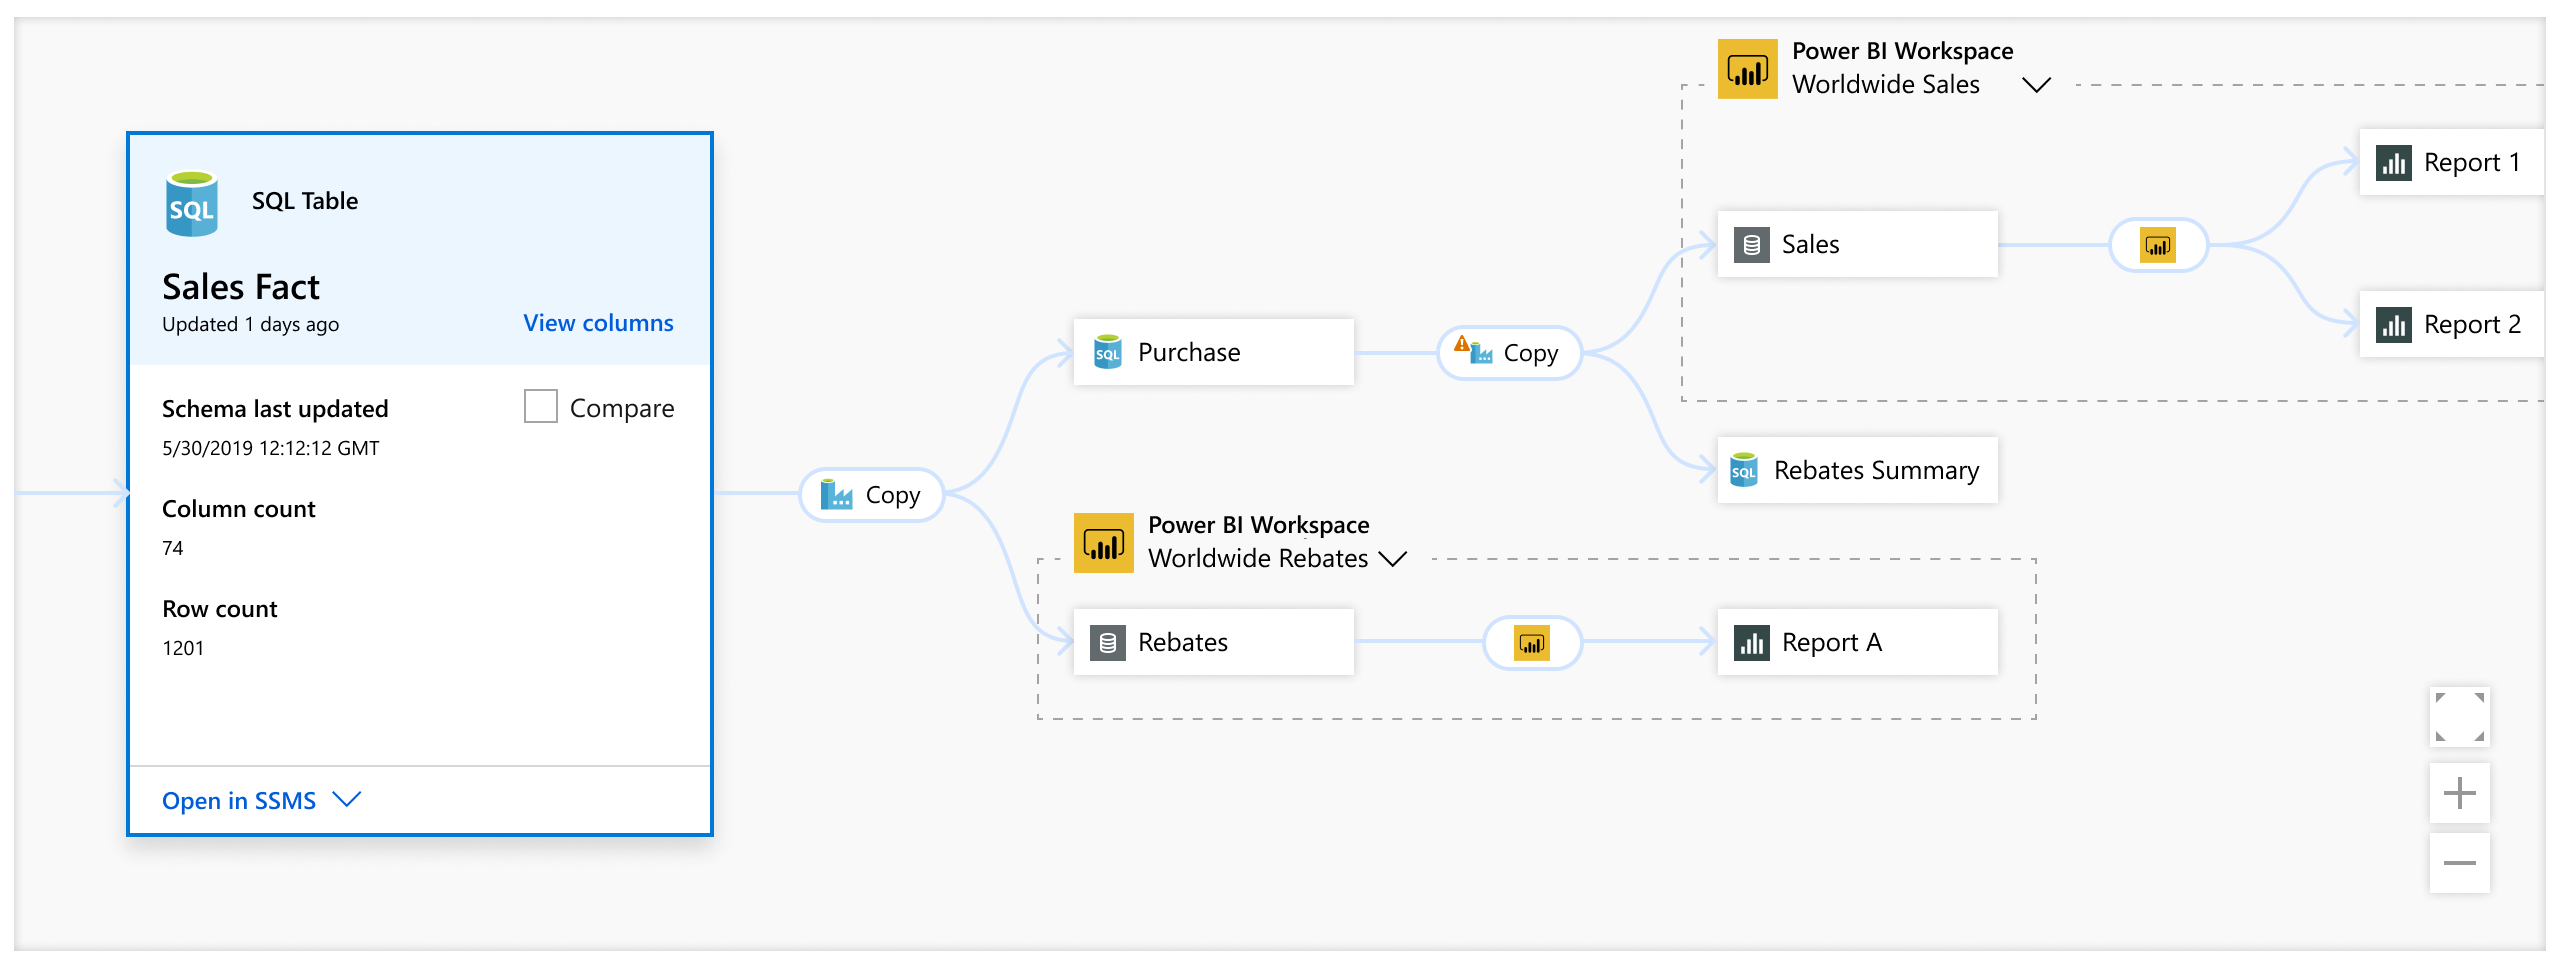 SQL
SQL Table
Sales Fact
Updated 1 days ago
View columns
Schema last updated
Compare
5/30/2019 12:12:12 GMT
Column count
74
Row count
1201
Open in SSMS
Copy
SQL
Purchase
Copy
Power BI Workspace
Worldwide Sales
Sales
Report 1
Report 2
SQL
Rebates Summary
Power BI Workspace
Worldwide Rebates
Rebates
Report A